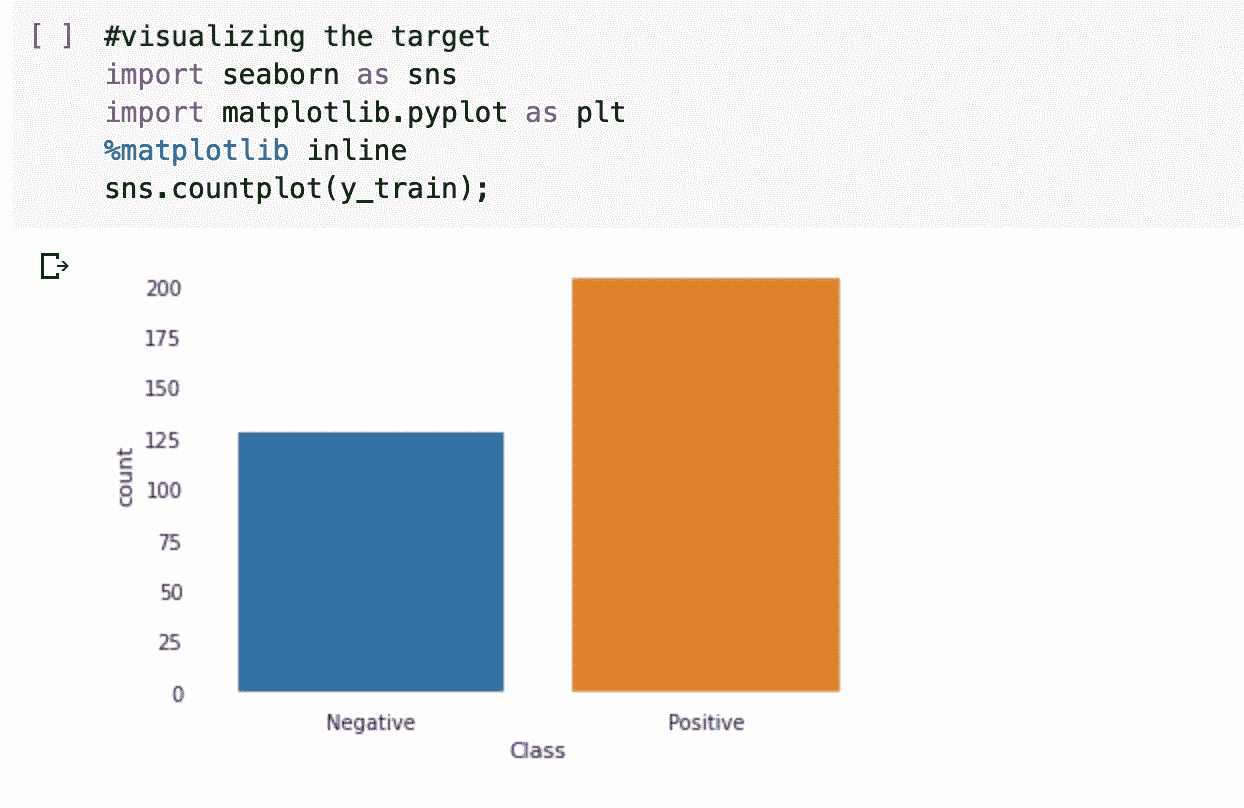 [ ] #visualizing the target
import seaborn as sns
import matplotlib.pyplot as plt
%matplotlib inline
sns.countplot(y_train);
200
175
150
125
100
75
50
25
0
count
Negative Positive
Class